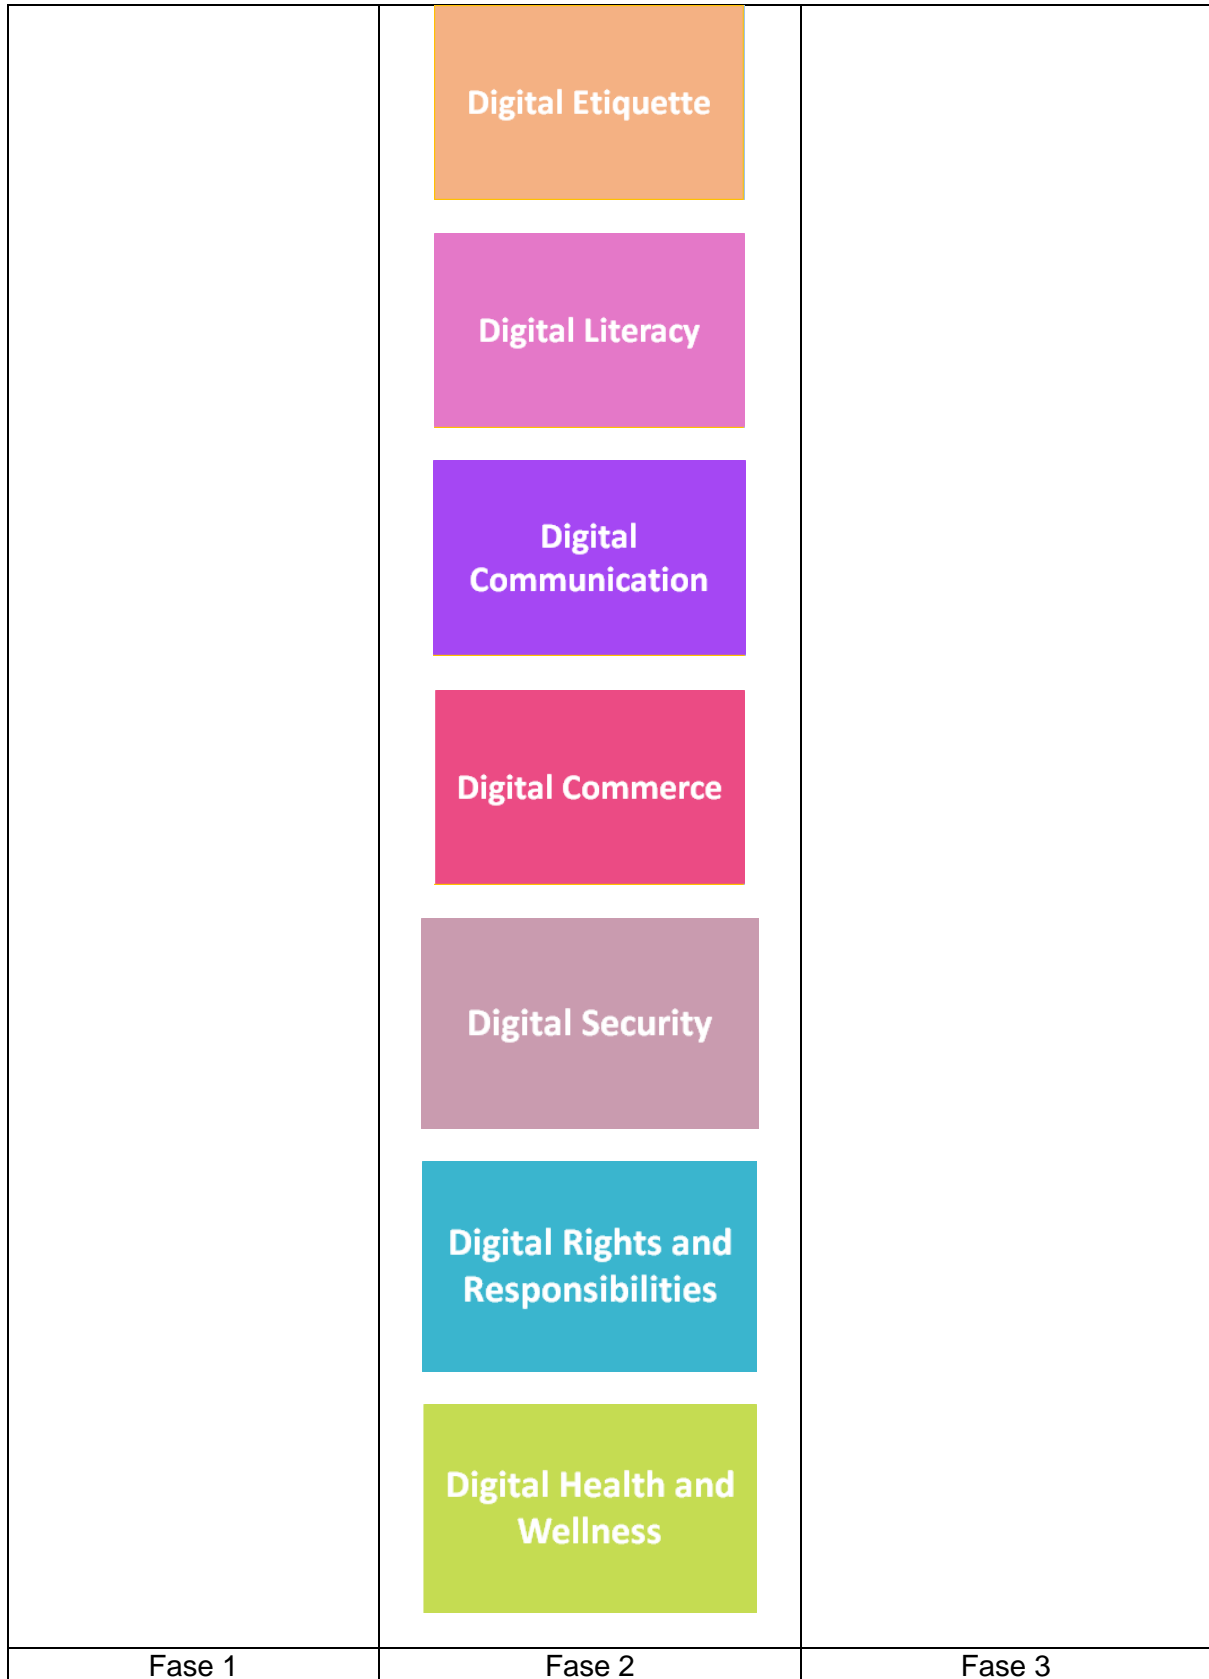 Digital Etiquette
Digital Literacy
Digital
Communication
Digital Commerce
Digital Security
Digital Rights and
Responsibilities
Digital Health and
Wellness
Fase 1
Fase 2
Fase 3